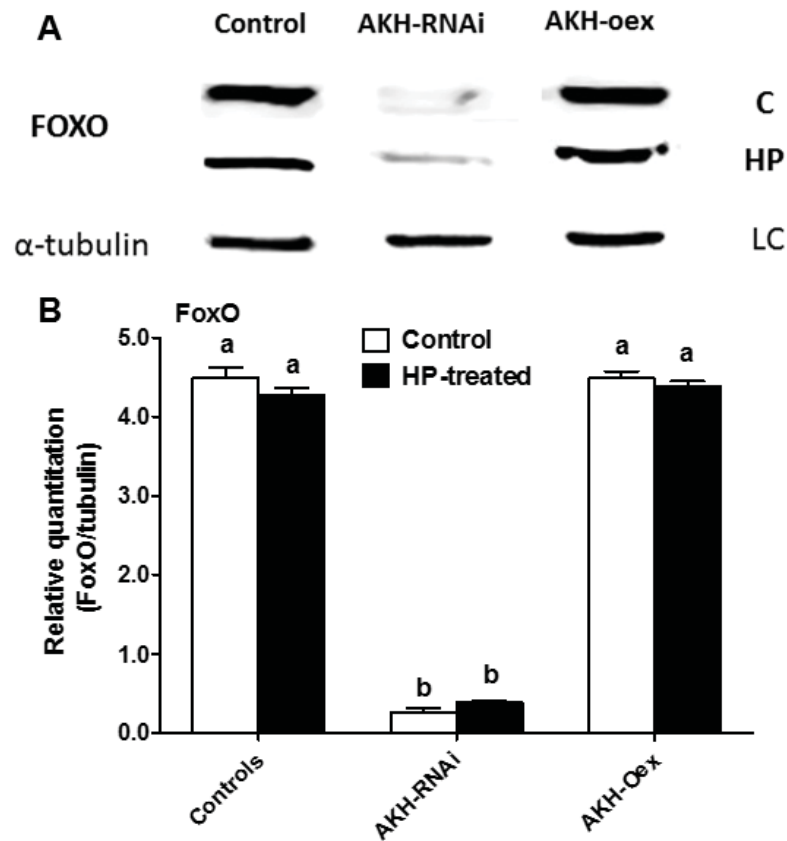 A
Control AKH-RNAi AKH-oex
C
FOXO
HP
α-tubulin LC
B
FoxO
Control
HP-treated
Relative quantitation
(FoxO/tubulin)
5.0
4.0
3.0
2.0
1.0
0.0
a a b b a a
Controls AKH-RNAi AKH-Oex